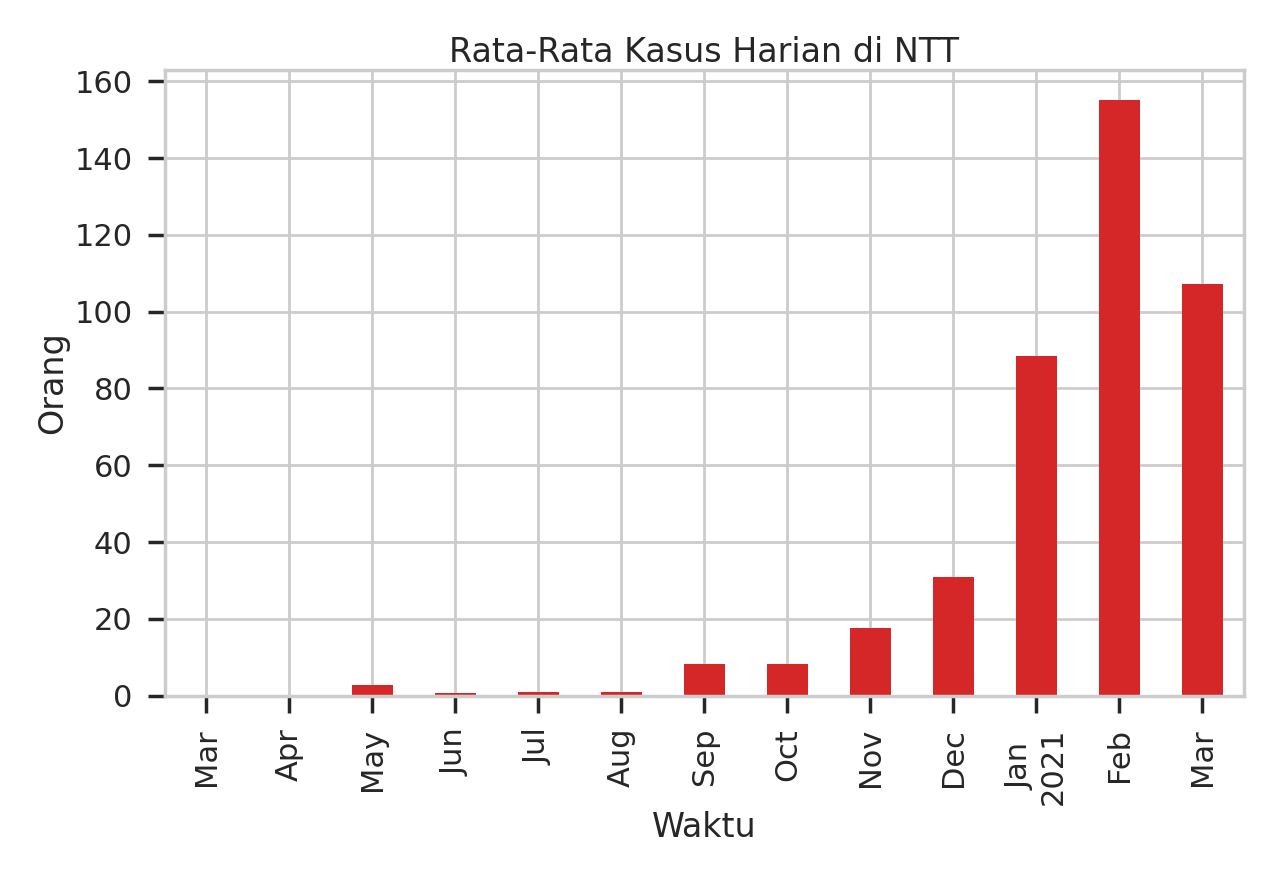 Rata-Rata Kasus Harian di NTT
160
140
120
100
80
60
40
20
0
Orang
Mar
Apr
May
Jun
Jul
Aug
Sep
Oct
Nov
Dec
Jan
2021
Feb
Mar
Waktu